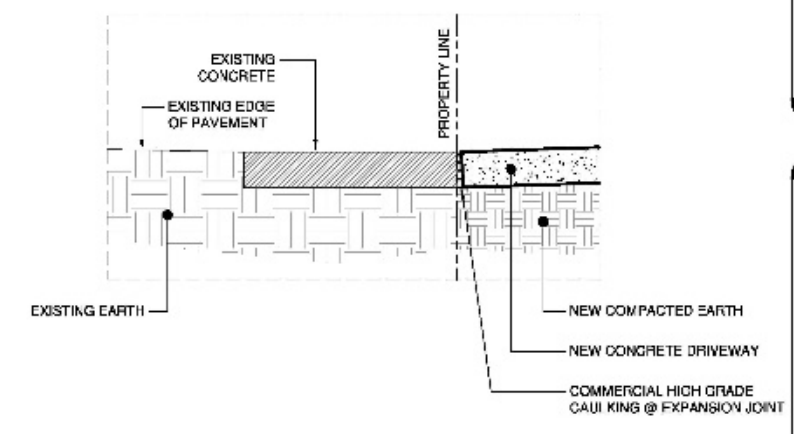 EXISTING
CONCRETE
EXISTING EDGE
OF PAVEMENT
PROPERTY LINE
EXISTING EARTH
NEW COMPACTED EARTH
NEW CONCRETE DRIVEWAY
COMMERCIAL HIGH GRADE
CAULKING @ EXPANSION JOINT